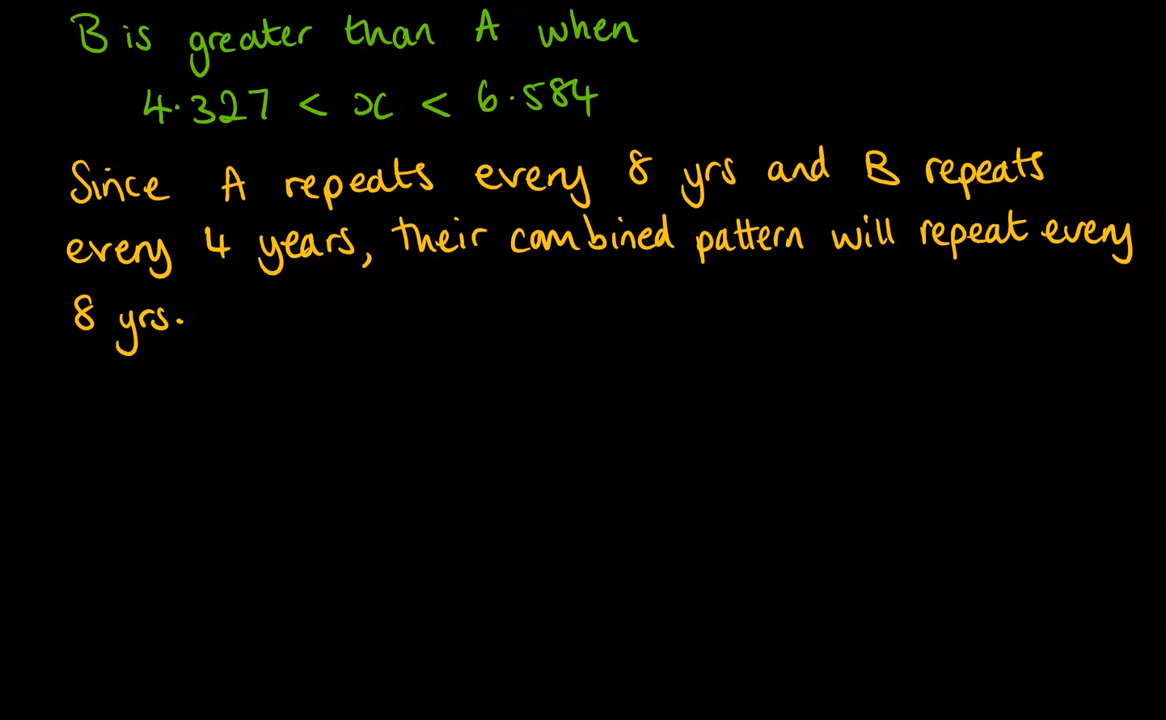 B is greater than A when
4.327 < x < 6.584
Since A repeats every 8 yrs and B repeats
every 4 years, their combined pattern will repeat every
8 yrs.